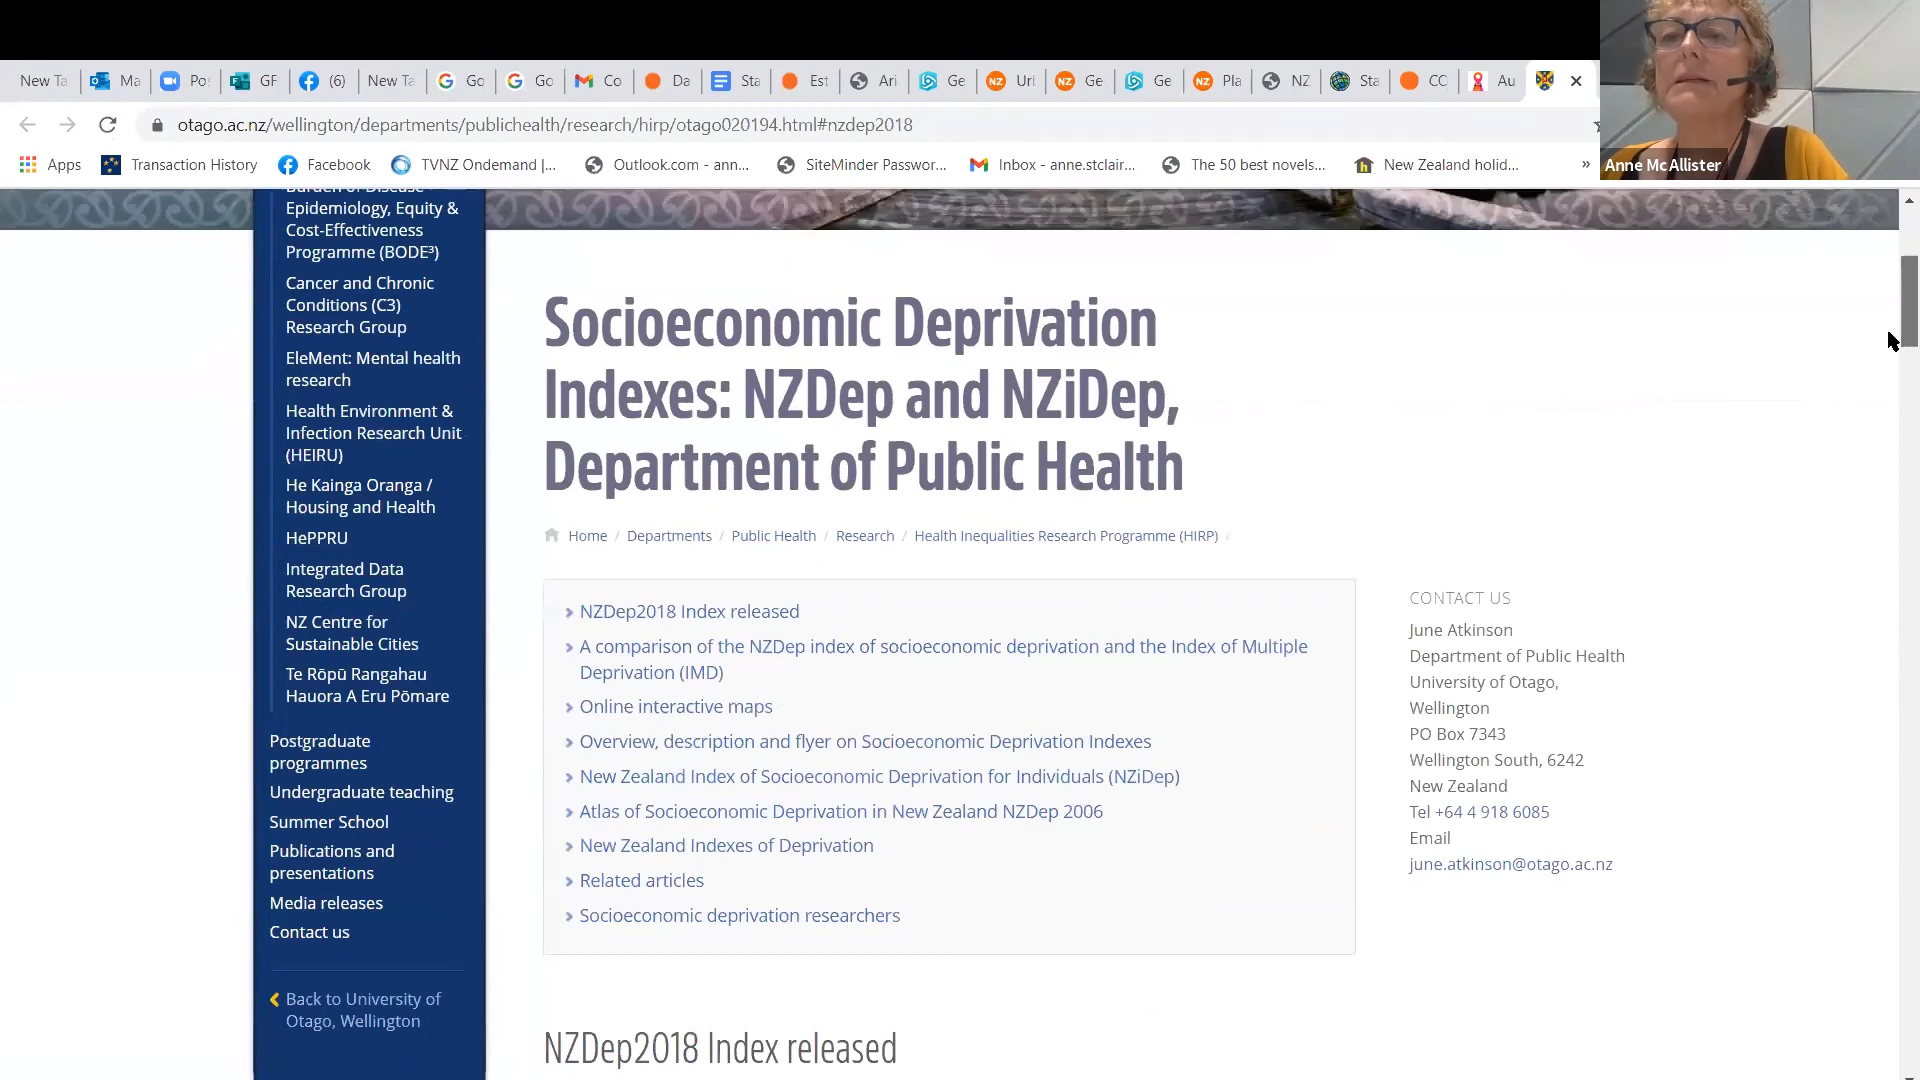 New Ta
Ma
Po
GF
(6)
New Ta
Go
Go
Co
Da
Sta
Est
Ari
Ge
Url
Ge
Ge
Pla
NZ
Sta
CC
Au
otago.ac.nz/wellington/departments/publichealth/research/hirp/otago020194.html#nzdep2018
Apps
Transaction History
Facebook
TVNZ Ondemand |...
Outlook.com - ann...
SiteMinder Passwor...
Inbox - anne.stclair...
The 50 best novels...
New Zealand holid...
»
Anne McAllister
Burden of Disease
Epidemiology, Equity &
Cost-Effectiveness
Programme (BODE³)
Cancer and Chronic
Conditions (C3)
Research Group
EleMent: Mental health
research
Health Environment &
Infection Research Unit
(HEIRU)
He Kainga Oranga /
Housing and Health
HePPRU
Integrated Data
Research Group
NZ Centre for
Sustainable Cities
Te Rōpū Rangahau
Hauora A Eru Pōmare
Postgraduate
programmes
Undergraduate teaching
Summer School
Publications and
presentations
Media releases
Contact us
Back to University of
Otago, Wellington
Socioeconomic Deprivation
Indexes: NZDep and NZiDep,
Department of Public Health
Home / Departments / Public Health / Research / Health Inequalities Research Programme (HIRP) /
NZDep2018 Index released
A comparison of the NZDep index of socioeconomic deprivation and the Index of Multiple
Deprivation (IMD)
Online interactive maps
Overview, description and flyer on Socioeconomic Deprivation Indexes
New Zealand Index of Socioeconomic Deprivation for Individuals (NZiDep)
Atlas of Socioeconomic Deprivation in New Zealand NZDep 2006
New Zealand Indexes of Deprivation
Related articles
Socioeconomic deprivation researchers
CONTACT US
June Atkinson
Department of Public Health
University of Otago,
Wellington
PO Box 7343
Wellington South, 6242
New Zealand
Tel +64 4 918 6085
Email
june.atkinson@otago.ac.nz
NZDep2018 Index released